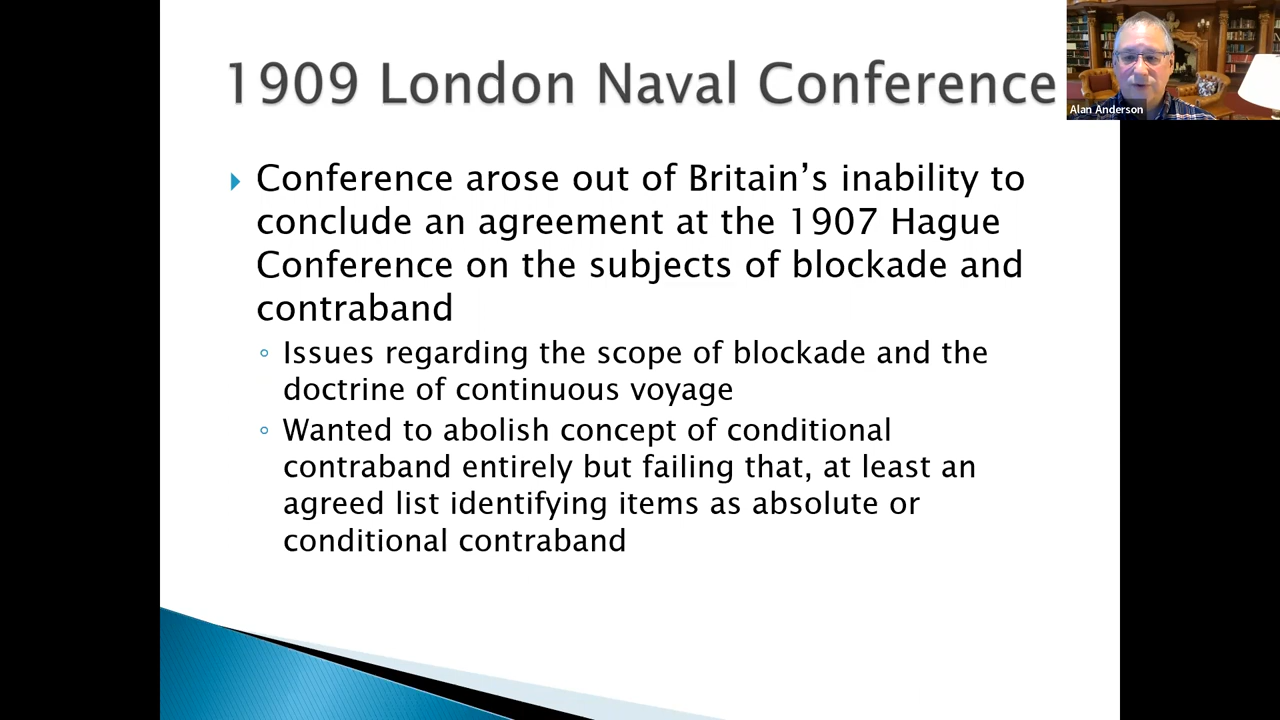 1909 London Naval Conference
Alan Anderson
Conference arose out of Britain’s inability to
conclude an agreement at the 1907 Hague
Conference on the subjects of blockade and
contraband
Issues regarding the scope of blockade and the
doctrine of continuous voyage
Wanted to abolish concept of conditional
contraband entirely but failing that, at least an
agreed list identifying items as absolute or
conditional contraband